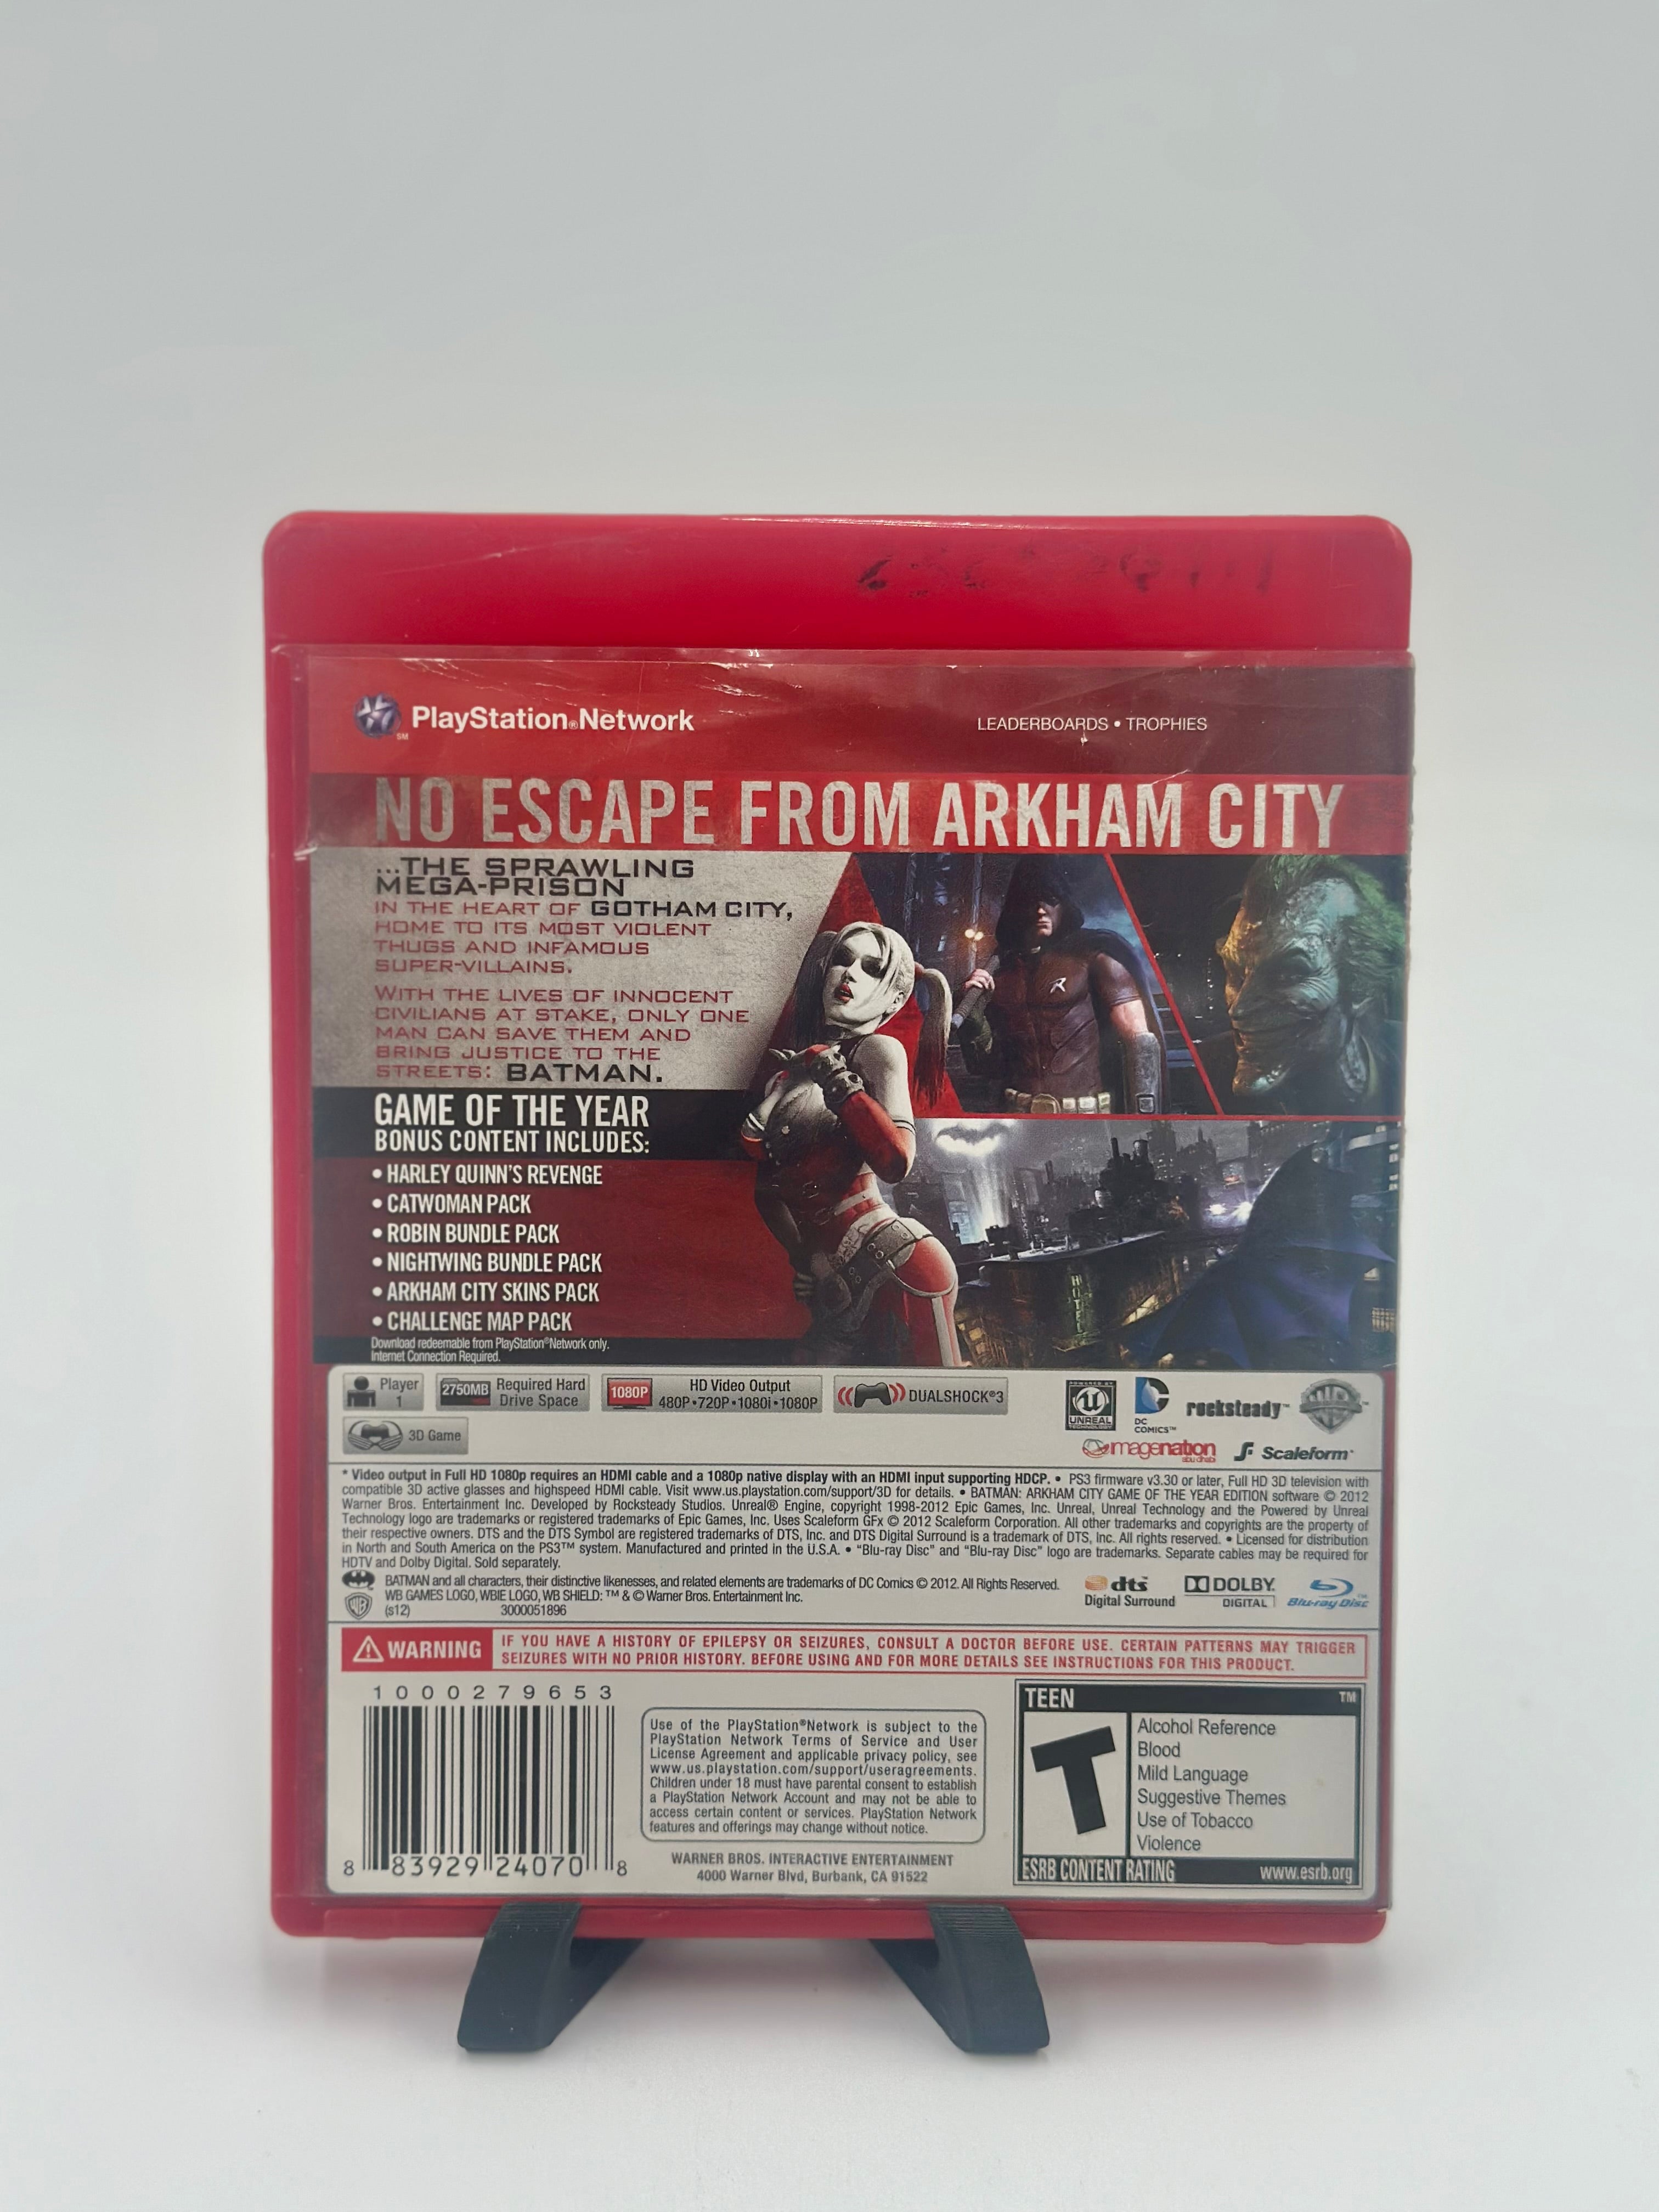 PlayStation®Network
SM
LEADERBOARDS • TROPHIES
NO ESCAPE FROM ARKHAM CITY
...THE SPRAWLING
MEGA-PRISON
IN THE HEART OF GOTHAM CITY,
HOME TO ITS MOST VIOLENT
THUGS AND INFAMOUS
SUPER-VILLAINS.
WITH THE LIVES OF INNOCENT
CIVILIANS AT STAKE, ONLY ONE
MAN CAN SAVE THEM AND
BRING JUSTICE TO THE
STREETS: BATMAN.
GAME OF THE YEAR
BONUS CONTENT INCLUDES:
• HARLEY QUINN'S REVENGE
• CATWOMAN PACK
• ROBIN BUNDLE PACK
• NIGHTWING BUNDLE PACK
• ARKHAM CITY SKINS PACK
• CHALLENGE MAP PACK
Download redeemable from PlayStation®Network only.
Internet Connection Required.
R
HOTEL
Player
1
2750MB
Required Hard
Drive Space
1080P
HD Video Output
480P•720P•1080i•1080P
DUALSHOCK®3
3D Game
POWERED BY
UNREAL
TECHNOLOGY
DC
COMICS™
rocksteady™
imagenation
abu dhabi
Scaleform
* Video output in Full HD 1080p requires an HDMI cable and a 1080p native display with an HDMI input supporting HDCP. • PS3 firmware v3.30 or later, Full HD 3D television with
compatible 3D active glasses and highspeed HDMI cable. Visit www.us.playstation.com/support/3D for details. • BATMAN: ARKHAM CITY GAME OF THE YEAR EDITION software © 2012
Warner Bros. Entertainment Inc. Developed by Rocksteady Studios. Unreal® Engine, copyright 1998-2012 Epic Games, Inc. Unreal, Unreal Technology and the Powered by Unreal
Technology logo are trademarks or registered trademarks of Epic Games, Inc. Uses Scaleform GFx © 2012 Scaleform Corporation. All other trademarks and copyrights are the property of
their respective owners. DTS and the DTS Symbol are registered trademarks of DTS, Inc. and DTS Digital Surround is a trademark of DTS, Inc. All rights reserved. • Licensed for distribution
in North and South America on the PS3™ system. Manufactured and printed in the U.S.A. • "Blu-ray Disc" and "Blu-ray Disc" logo are trademarks. Separate cables may be required for
HDTV and Dolby Digital. Sold separately.
BATMAN and all characters, their distinctive likenesses, and related elements are trademarks of DC Comics © 2012. All Rights Reserved.
WB GAMES LOGO, WBIE LOGO, WB SHIELD: ™ & © Warner Bros. Entertainment Inc.
(s12) 3000051896
dts
Digital Surround
DOLBY
DIGITAL
Blu-ray Disc
WARNING
IF YOU HAVE A HISTORY OF EPILEPSY OR SEIZURES, CONSULT A DOCTOR BEFORE USE. CERTAIN PATTERNS MAY TRIGGER
SEIZURES WITH NO PRIOR HISTORY. BEFORE USING AND FOR MORE DETAILS SEE INSTRUCTIONS FOR THIS PRODUCT.
1000279653
8 83929 24070 8
Use of the PlayStation®Network is subject to the
PlayStation Network Terms of Service and User
License Agreement and applicable privacy policy, see
www.us.playstation.com/support/useragreements.
Children under 18 must have parental consent to establish
a PlayStation Network Account and may not be able to
access certain content or services. PlayStation Network
features and offerings may change without notice.
WARNER BROS. INTERACTIVE ENTERTAINMENT
4000 Warner Blvd, Burbank, CA 91522
TEEN
TM
T
Alcohol Reference
Blood
Mild Language
Suggestive Themes
Use of Tobacco
Violence
ESRB CONTENT RATING
www.esrb.org